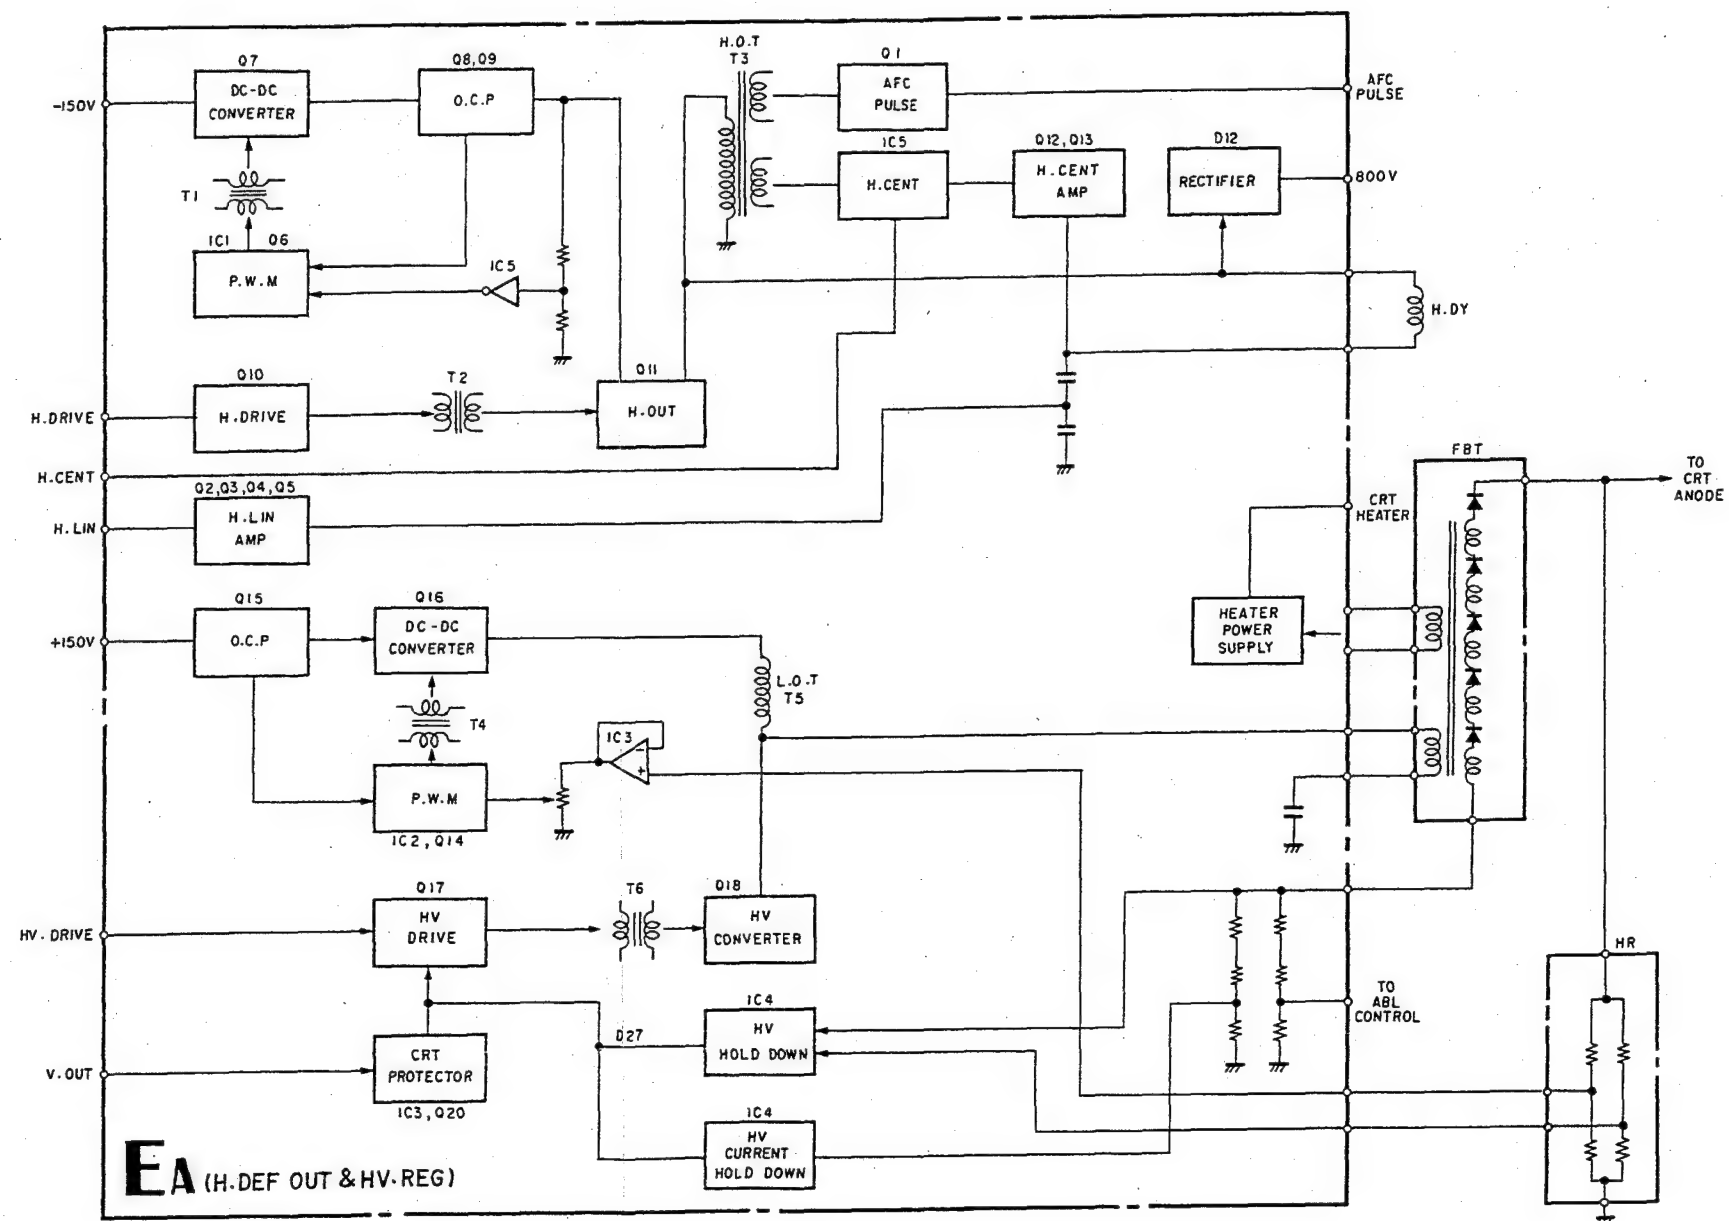 H.O.T
T3
Q7
DC-DC
CONVERTER
Q8,Q9
O.C.P
Q1
AFC
PULSE
AFC
PULSE
-150V
IC5
H.CENT
Q12,Q13
H.CENT
AMP
D12
RECTIFIER
800V
T1
IC1 Q6
P.W.M
IC5
H.DY
Q10
H.DRIVE
T2
Q11
H.OUT
H.DRIVE
H.CENT
Q2,Q3,Q4,Q5
H.LIN
AMP
H.LIN
FBT
TO
CRT
ANODE
CRT
HEATER
Q15
O.C.P
Q16
DC-DC
CONVERTER
+150V
HEATER
POWER
SUPPLY
L.O.T
T5
T4
IC3
-
+
P.W.M
IC2,Q14
Q17
HV
DRIVE
T6
Q18
HV
CONVERTER
HV.DRIVE
HR
TO
ABL
CONTROL
IC4
HV
HOLD DOWN
D27
CRT
PROTECTOR
IC3,Q20
V.OUT
IC4
HV
CURRENT
HOLD DOWN
EA (H.DEF OUT & HV.REG)